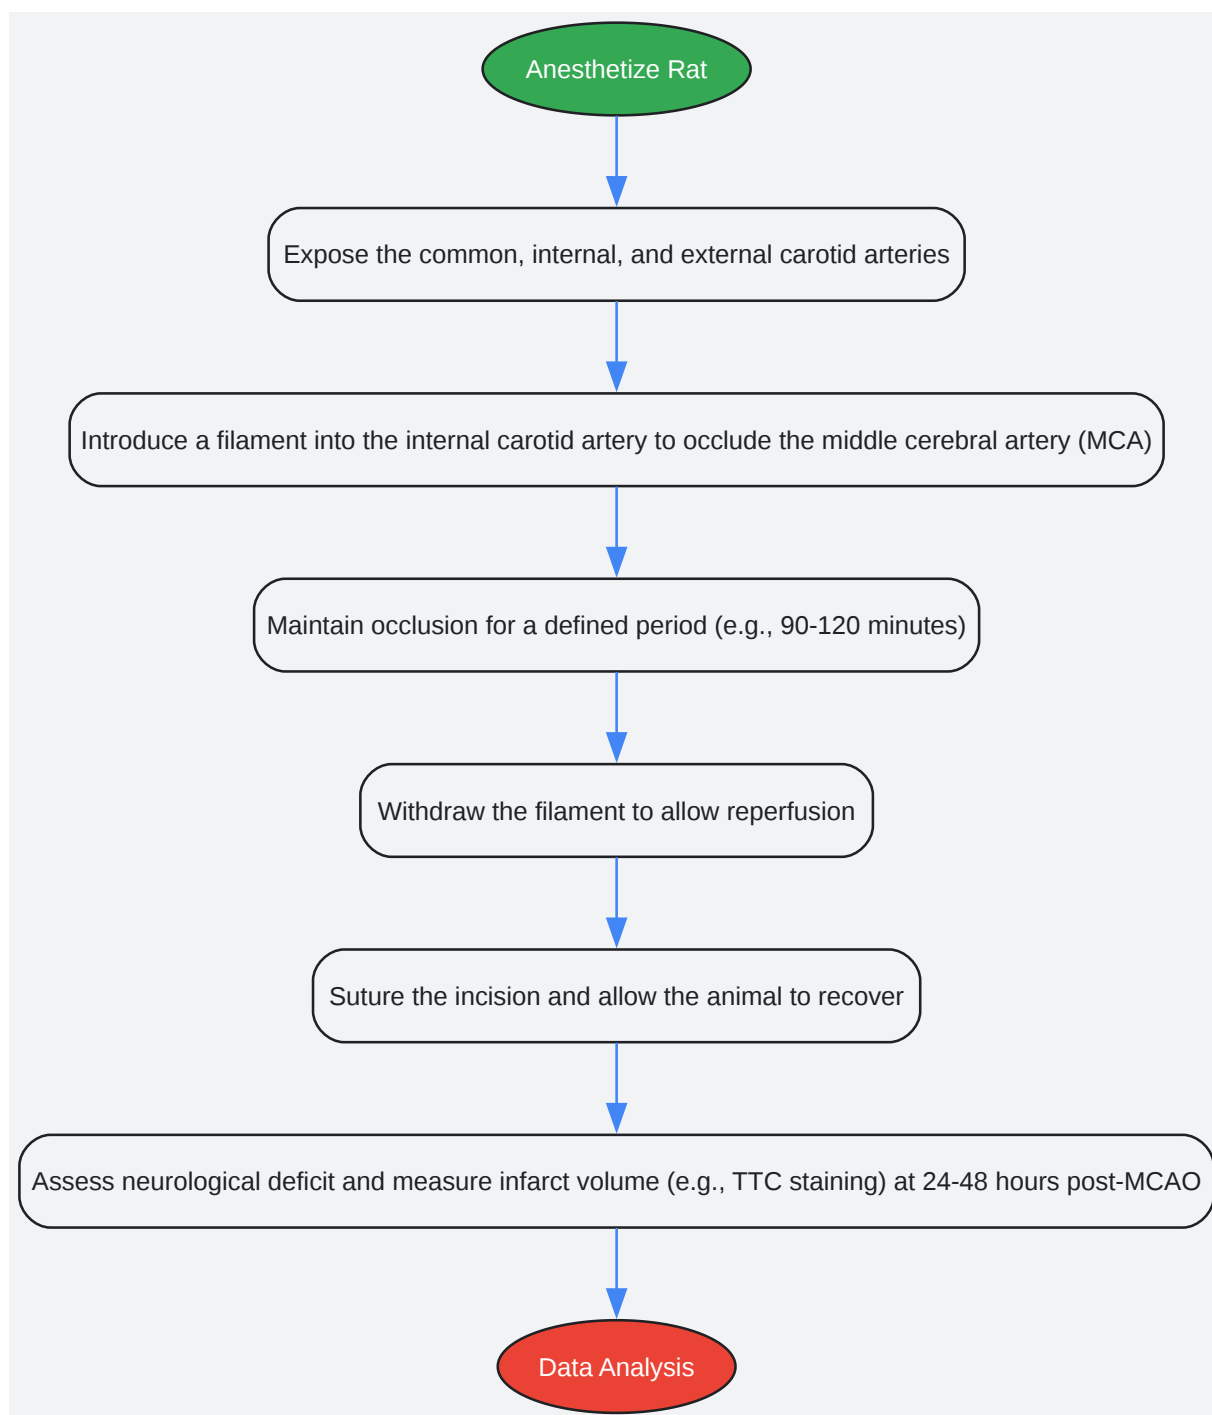 Anesthetize Rat
Expose the common, internal, and external carotid arteries
Introduce a filament into the internal carotid artery to occlude the middle cerebral artery (MCA)
Maintain occlusion for a defined period (e.g., 90-120 minutes)
Withdraw the filament to allow reperfusion
Suture the incision and allow the animal to recover
Assess neurological deficit and measure infarct volume (e.g., TTC staining) at 24-48 hours post-MCAO
Data Analysis